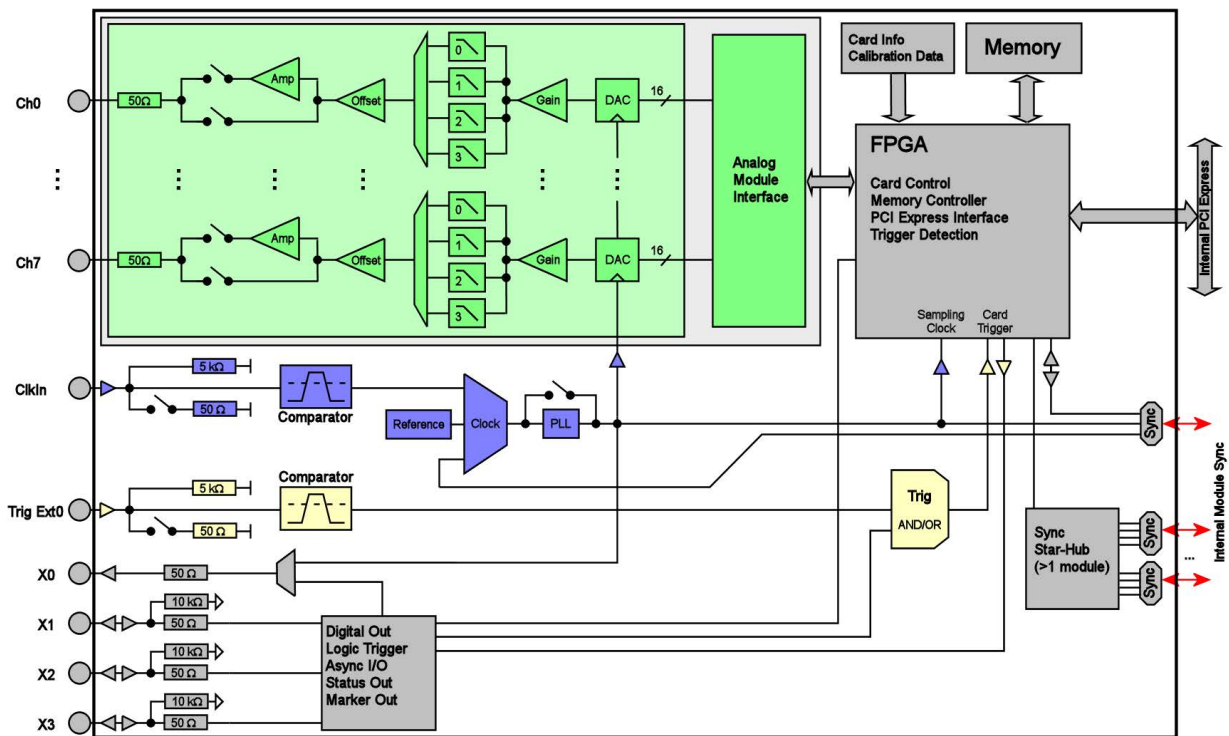 Card Info
Calibration Data
Memory
Ch0
50Ω
Amp
Offset
0
1
2
3
Gain
DAC
16
Analog
Module
Interface
FPGA
Card Control
Memory Controller
PCI Express Interface
Trigger Detection
Sampling
Clock
Card
Trigger
Internal PCI Express
Ch7
50Ω
Amp
Offset
0
1
2
3
Gain
DAC
16
ClkIn
5 kΩ
50 Ω
Comparator
Reference
Clock
PLL
Sync
Trig Ext0
5 kΩ
50 Ω
Comparator
Trig
AND/OR
Sync
Star-Hub
(>1 module)
Sync
...
Sync
Internal Module Sync
X0
50 Ω
X1
10 kΩ
50 Ω
X2
10 kΩ
50 Ω
X3
10 kΩ
50 Ω
Digital Out
Logic Trigger
Async I/O
Status Out
Marker Out